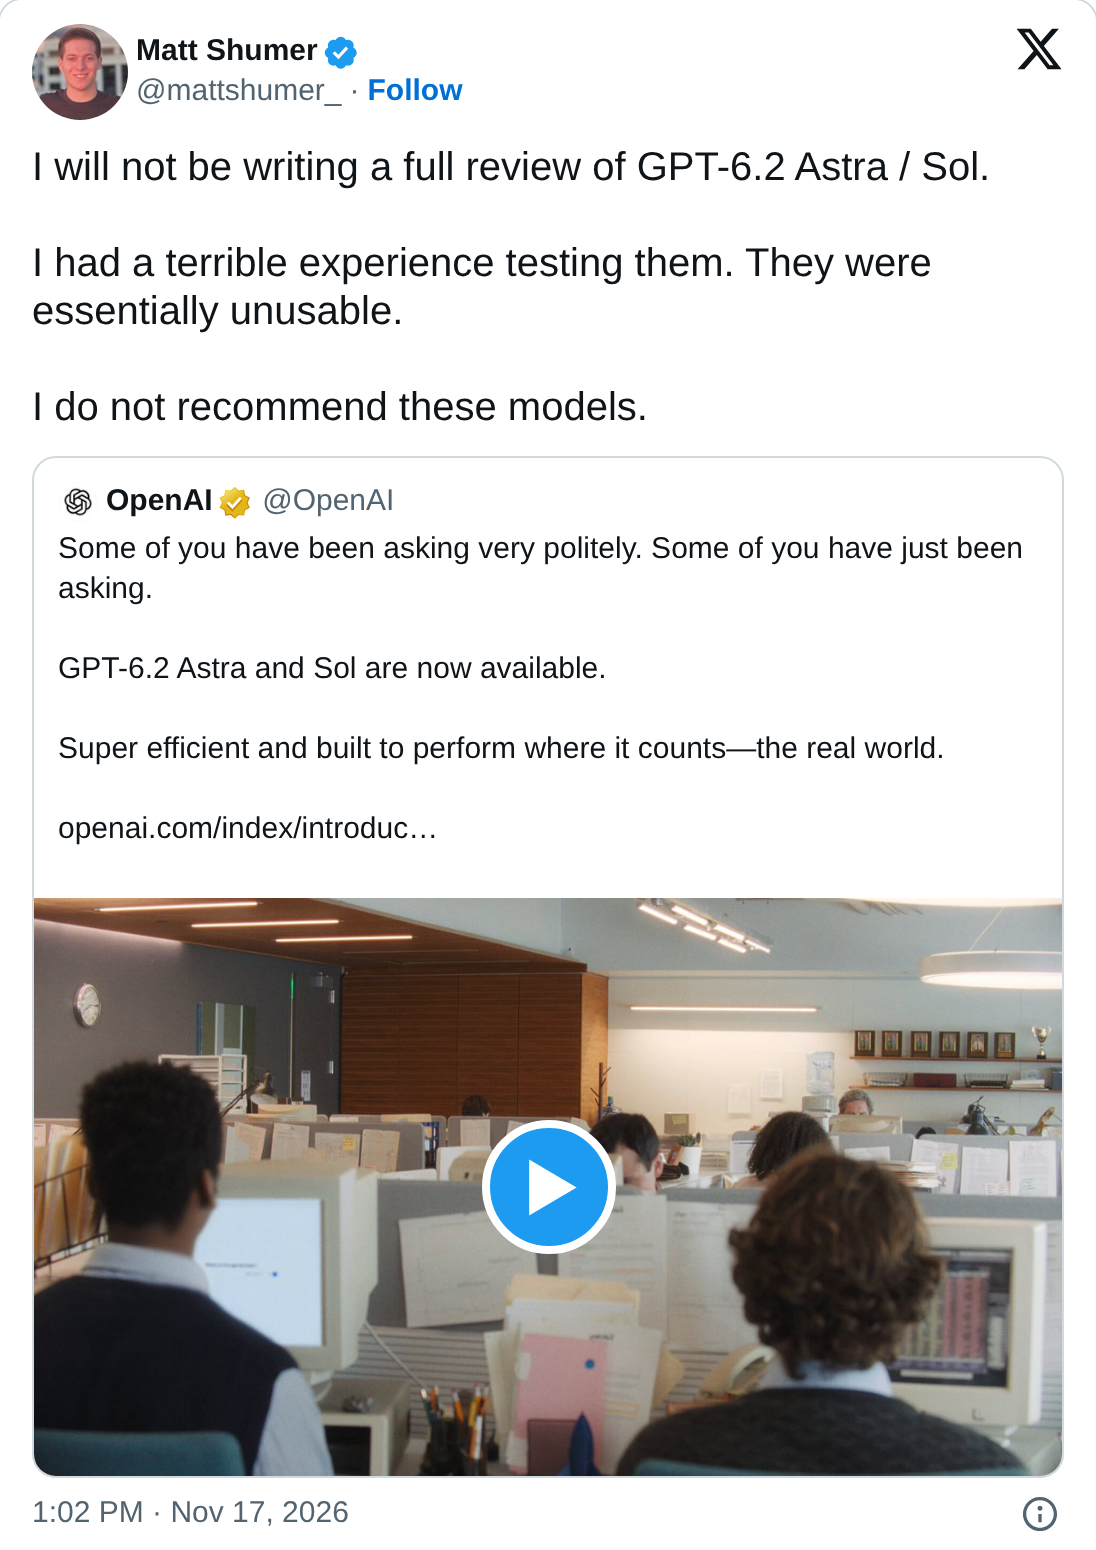 Matt Shumer
@mattshumer_ · Follow
I will not be writing a full review of GPT-6.2 Astra / Sol.
I had a terrible experience testing them. They were
essentially unusable.
I do not recommend these models.
OpenAI @OpenAI
Some of you have been asking very politely. Some of you have just been
asking.
GPT-6.2 Astra and Sol are now available.
Super efficient and built to perform where it counts—the real world.
openai.com/index/introduc…
1:02 PM · Nov 17, 2026